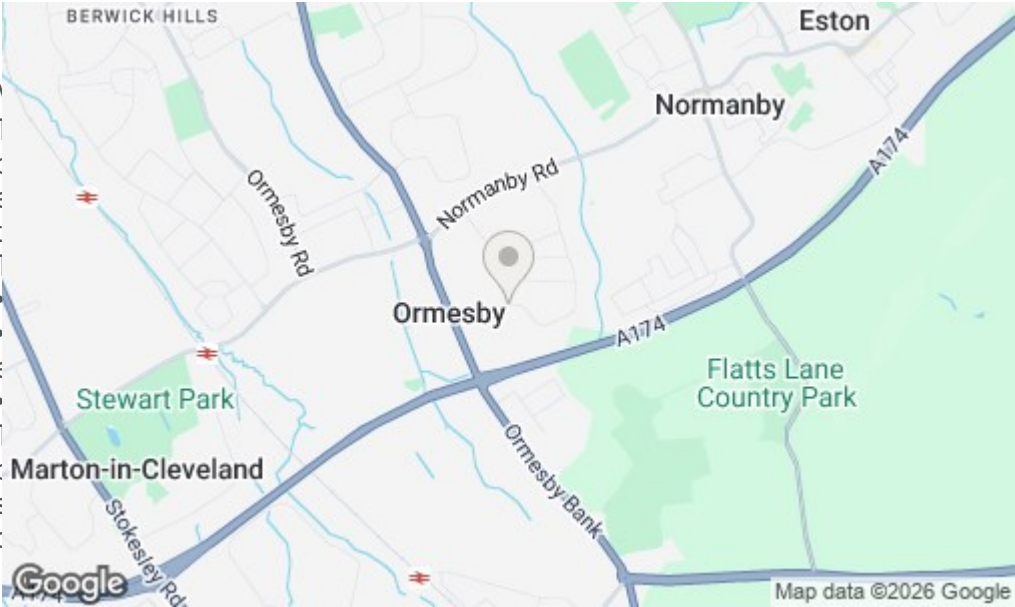 BERWICK HILLS
Eston
Normanby
A174
Normanby Rd
Ormesby Rd
Ormesby
A174
Flatts Lane
Country Park
Stewart Park
Marton-in-Cleveland
Ormesby Bank
Stokesley Rd
Google
Map data ©2026 Google